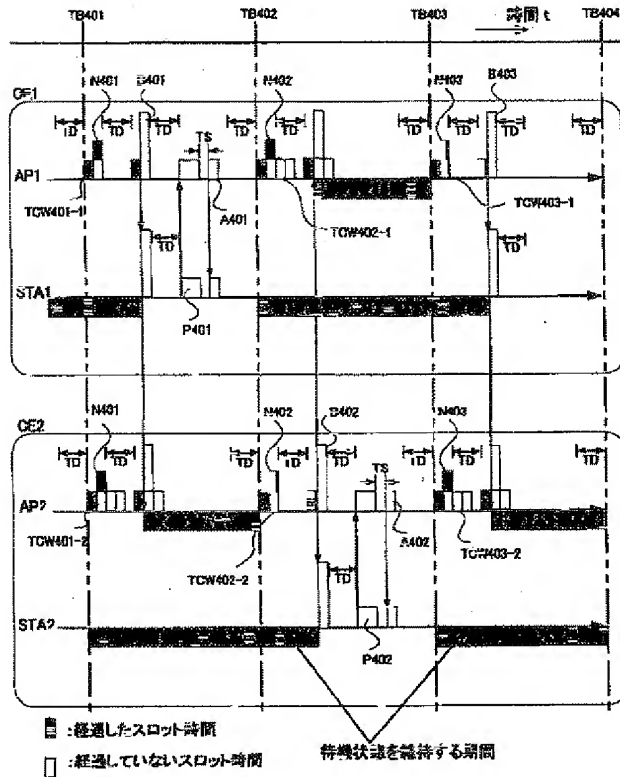 TB401 TB402 TB403 時間 t TB404
N401 B401 N402 N403 B403
CE1
TD TD TD TS TD TD TD TD TD TD
AP1
TCW401-1 A401 TCW402-1 TCW403-1
TD TD
STA1
P401
N401 N402 B402 N403
CE2
TD TD TD TD TD TS TD TD TD
AP2
TCW401-2 TCW402-2 A402 TCW403-2
TD
STA2
P402
:経過したスロット時間
:経過していないスロット時間
待機状態を維持する期間